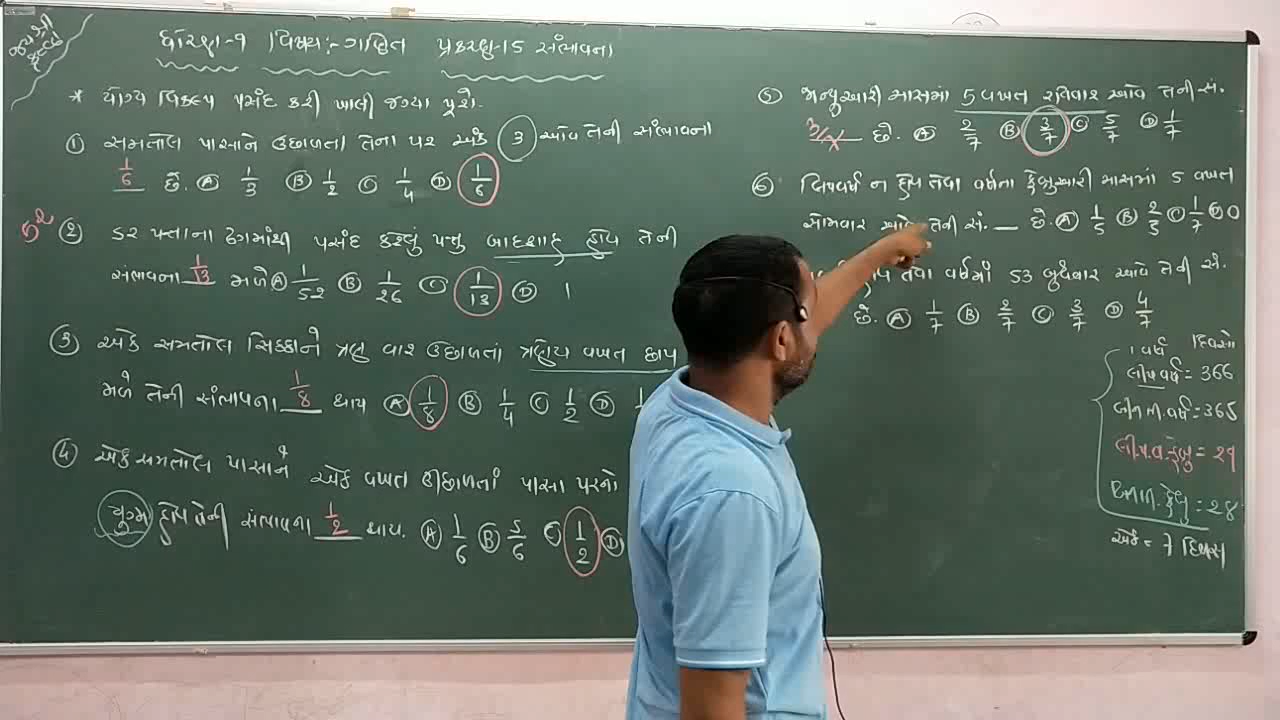 જય શ્રી
ધોરણ-૧ વિષય:- ગણિત પ્રકરણ-15 સંભાવના
* યોગ્ય વિકલ્પ પસંદ કરી ખાલી જગ્યા પૂરો.
① સમતોલ પાસાને ઉછાળતા તેના પર અંક 3 આવે તેની સંભાવના
1/6 છે. Ⓐ 1/3 Ⓑ 1/2 Ⓒ 1/4 Ⓓ 1/6
52
② 52 પત્તાના ઢગમાંથી પસંદ કરેલું પત્તુ બાદશાહ હોય તેની
સંભાવના 1/13 મળે Ⓐ 1/52 Ⓑ 1/26 Ⓒ 1/13 Ⓓ 1
③ એક સમતોલ સિક્કાને ત્રણ વાર ઉછાળતાં ત્રણેય વખત છાપ
મળે તેની સંભાવના 1/8 થાય Ⓐ 1/8 Ⓑ 1/4 Ⓒ 1/2 Ⓓ
④ એક સમતોલ પાસાને એક વખત ઉછાળતાં પાસા પરનો
યુગ્મ હોય તેની સંભાવના 1/2 થાય. Ⓐ 1/6 Ⓑ 5/6 Ⓒ 1/2 Ⓓ
⑤ જાન્યુઆરી માસમાં 5 વખત રવિવાર આવે તેની સં.
3/7 છે. Ⓐ 2/7 Ⓑ 3/7 Ⓒ 5/7 Ⓓ 1/7
⑥ લિપવર્ષ ન હોય તેવા વર્ષના ફેબ્રુઆરી માસમાં 5 વખત
સોમવાર આવે તેની સં. __ છે. Ⓐ 1/5 Ⓑ 2/5 Ⓒ 1/7 Ⓓ 0
હોય તેવા વર્ષમાં 53 બુધવાર આવે તેની સં.
છે. Ⓐ 1/7 Ⓑ 2/7 Ⓒ 3/7 Ⓓ 4/7
1 વર્ષ દિવસો
લીપ વર્ષ = 366
વર્ષ = 365
લી.પ.વ. ફેબ્રુ = 29
ફેબ્રુ = 28
= 7 દિવસ